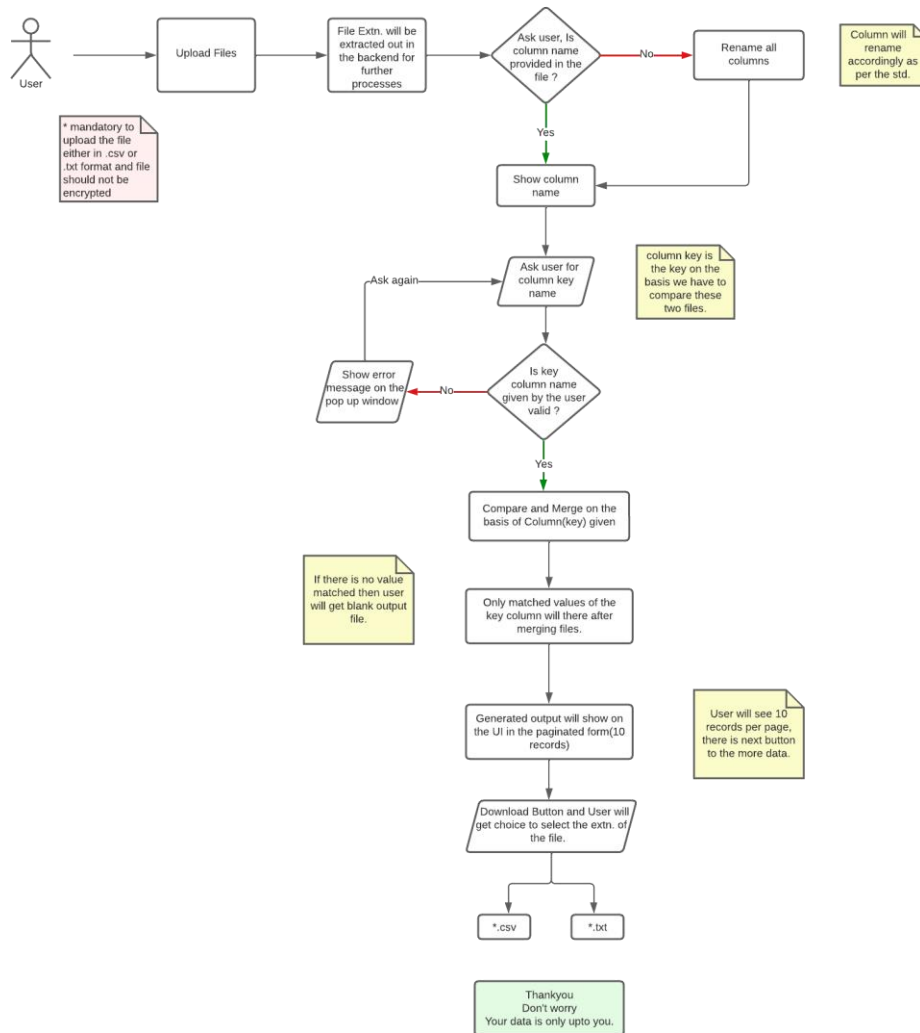 User
Upload Files
File Extn. will be
extracted out in
the backend for
further
processes
Ask user, Is
column name
provided in the
file ?
No
Rename all
columns
Column will
rename
accordingly as
per the std.
* mandatory to
upload the file
either in .csv or
.txt format and file
should not be
encrypted
Yes
Show column
name
Ask again
Ask user for
column key
name
column key is
the key on the
basis we have to
compare these
two files.
Show error
message on the
pop up window
No
Is key
column name
given by the user
valid ?
Yes
Compare and Merge on the
basis of Column(key) given
If there is no value
matched then user
will get blank output
file.
Only matched values of the
key column will there after
merging files.
Generated output will show on
the UI in the paginated form(10
records)
User will see 10
records per page,
there is next button
to the more data.
Download Button and User will
get choice to select the extn. of
the file.
*.csv
*.txt
Thankyou
Don't worry
Your data is only upto you.